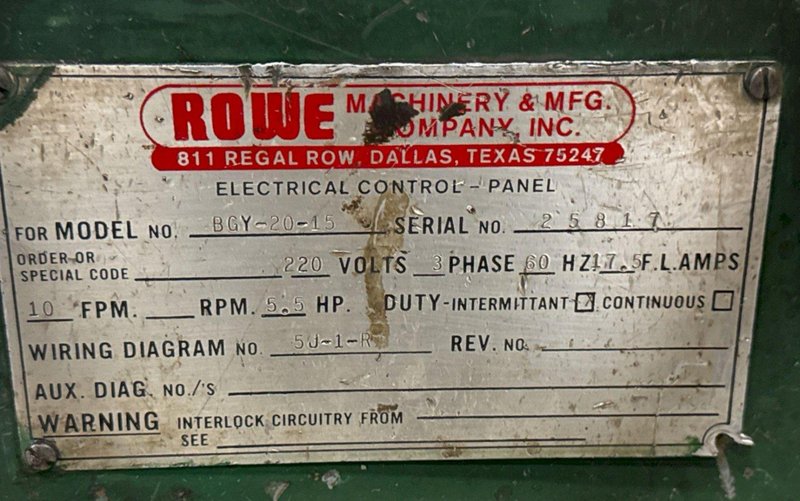 ROWE MACHINERY & MFG.
COMPANY, INC.
811 REGAL ROW, DALLAS, TEXAS 75247
ELECTRICAL CONTROL - PANEL
FOR MODEL NO. BGY-20-15 SERIAL NO. 25817
ORDER OR
SPECIAL CODE 220 VOLTS 3 PHASE 60 HZ 17.5 F.L. AMPS
10 FPM. RPM. 5.5 HP. DUTY-INTERMITTANT ☒ CONTINUOUS ☐
WIRING DIAGRAM NO. 5J-1-R REV. NO.
AUX. DIAG. NO./'S
WARNING INTERLOCK CIRCUITRY FROM
SEE